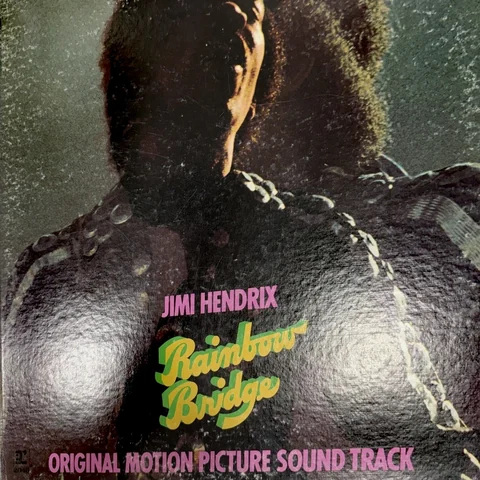 JIMI HENDRIX
Rainbow
Bridge
ORIGINAL MOTION PICTURE SOUND TRACK